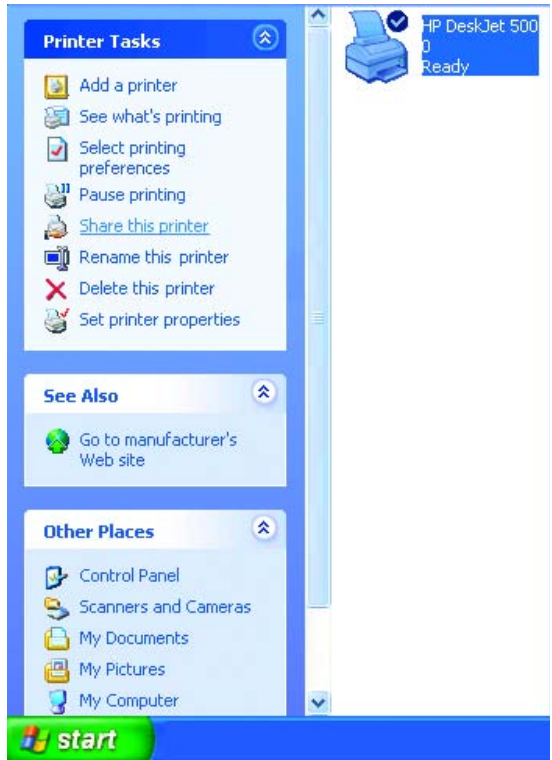 Printer Tasks
Add a printer
See what's printing
Select printing
preferences
Pause printing
Share this printer
Rename this printer
Delete this printer
Set printer properties
See Also
Go to manufacturer's
Web site
Other Places
Control Panel
Scanners and Cameras
My Documents
My Pictures
My Computer
HP DeskJet 500
0
Ready
start